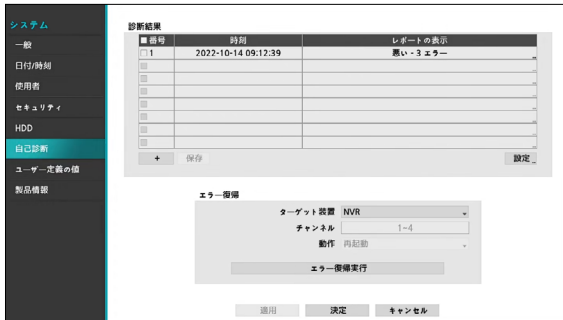 システム
一般
日付/時刻
使用者
セキュリティ
HDD
自己診断
ユーザー定義の値
製品情報
診断結果
番号 時刻 レポートの表示
1 2022-10-14 09:12:39 悪い - 3 エラー
+ 保存 設定
エラー復帰
ターゲット装置 NVR
チャンネル 1-4
動作 再起動
エラー復帰実行
適用 決定 キャンセル